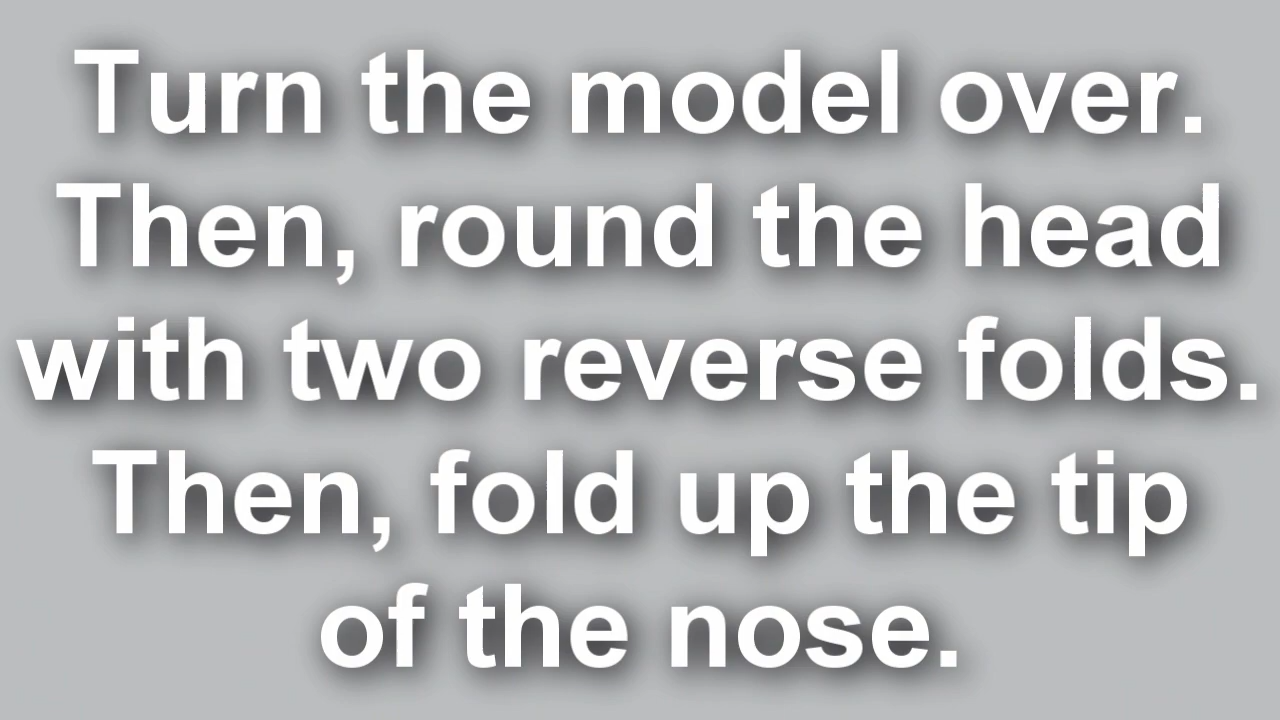 Turn the model over.
Then, round the head
with two reverse folds.
Then, fold up the tip
of the nose.